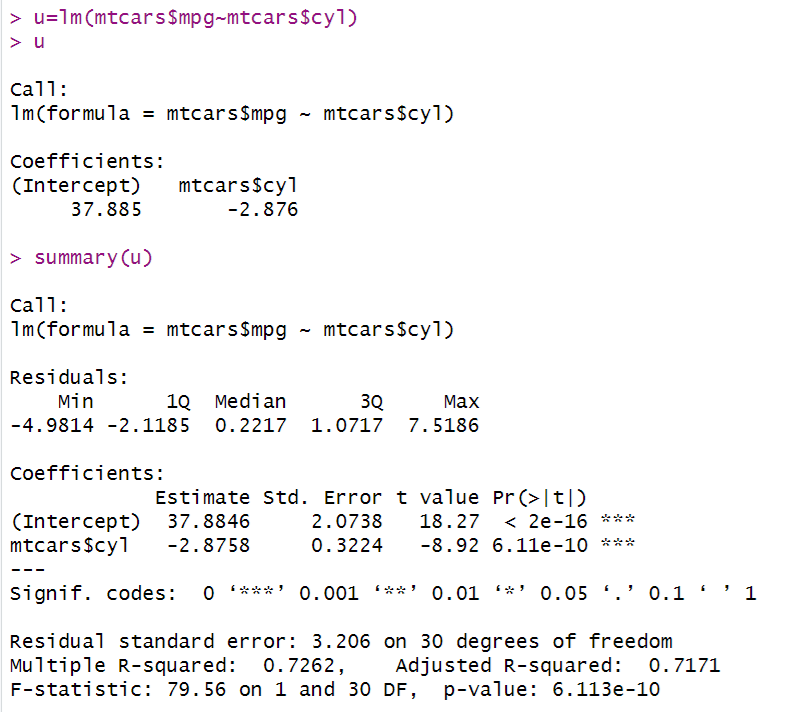 > u=lm(mtcars$mpg~mtcars$cyl)
> u
Call:
lm(formula = mtcars$mpg ~ mtcars$cyl)
Coefficients:
(Intercept)   mtcars$cyl
     37.885       -2.876
> summary(u)
Call:
lm(formula = mtcars$mpg ~ mtcars$cyl)
Residuals:
    Min      1Q  Median      3Q     Max
-4.9814 -2.1185  0.2217  1.0717  7.5186
Coefficients:
            Estimate Std. Error t value Pr(>|t|)
(Intercept)  37.8846     2.0738   18.27  < 2e-16 ***
mtcars$cyl   -2.8758     0.3224   -8.92 6.11e-10 ***
---
Signif. codes:  0 ‘***’ 0.001 ‘**’ 0.01 ‘*’ 0.05 ‘.’ 0.1 ‘ ’ 1
Residual standard error: 3.206 on 30 degrees of freedom
Multiple R-squared:  0.7262,    Adjusted R-squared:  0.7171
F-statistic: 79.56 on 1 and 30 DF,  p-value: 6.113e-10